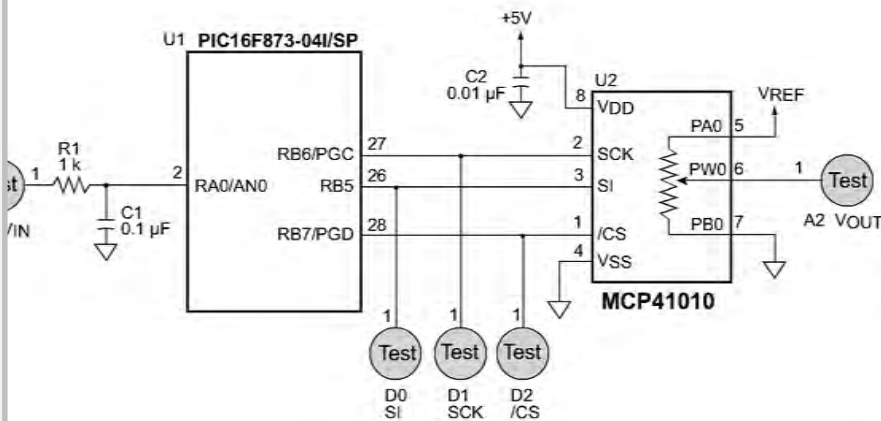 +5V
U1 PIC16F873-04I/SP
C2
0.01 µF
U2
8
VDD
VREF
PA0 5
R1
1 k
1
2
RA0/AN0
RB6/PGC 27
2 SCK
RB5 26
3 SI
PW0 6
1
Test
A2 VOUT
C1
0.1 µF
/IN
RB7/PGD 28
1 /CS
PB0 7
4 VSS
MCP41010
1
1
1
Test
Test
Test
D0
SI
D1
SCK
D2
/CS